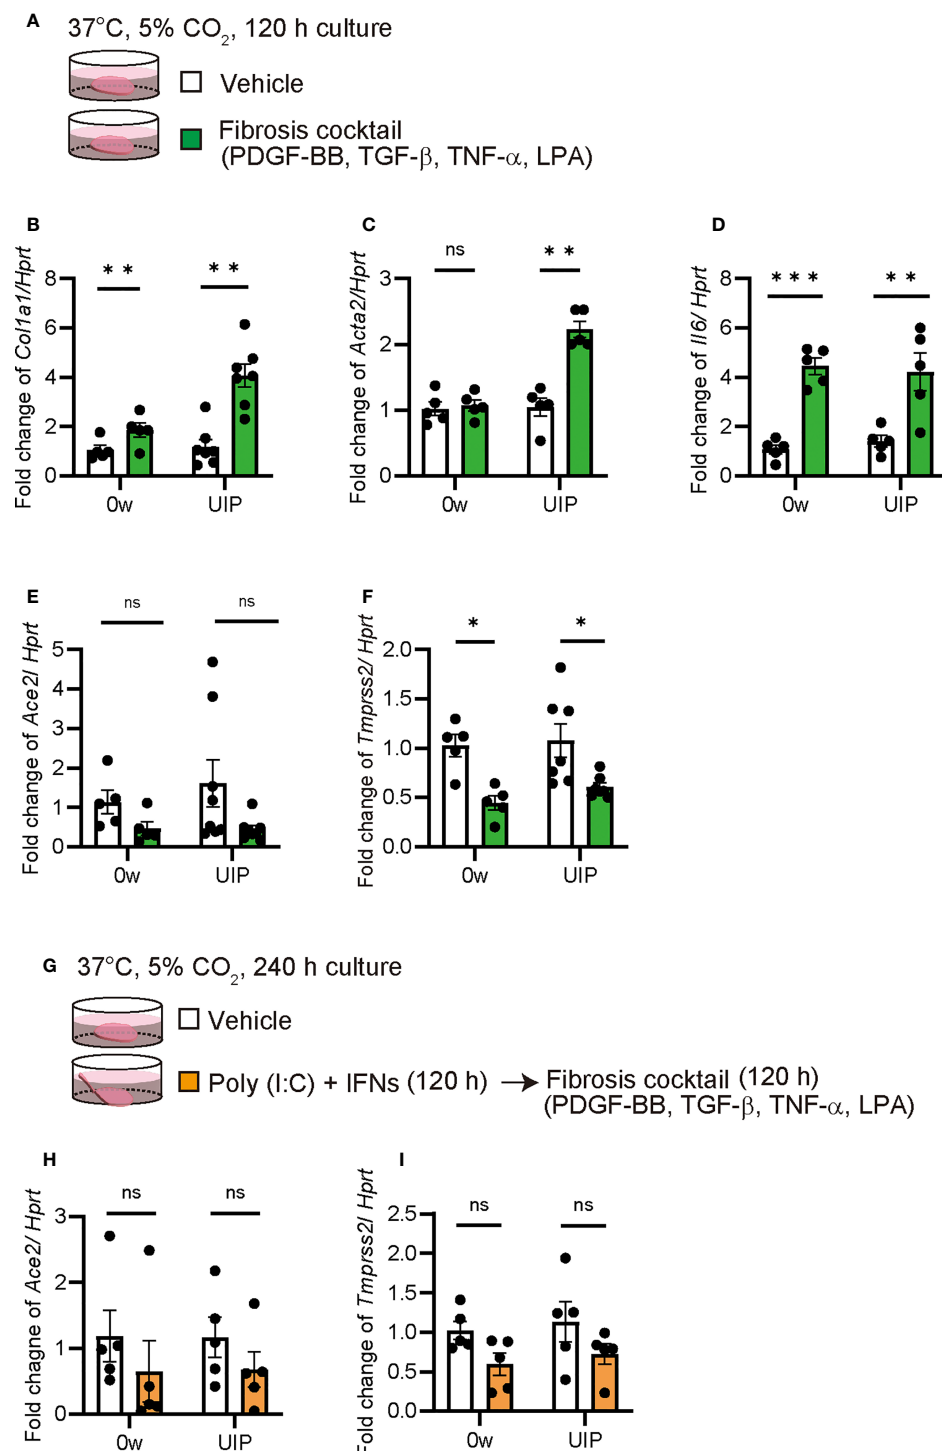 A
37°C, 5% CO2, 120 h culture
Vehicle
Fibrosis cocktail
(PDGF-BB, TGF-β, TNF-α, LPA)
B
Fold change of Col1a1/Hprt
8
6
4
2
0
* *
* *
0w
UIP
C
Fold change of Acta2/Hprt
3
2
1
0
ns
* *
0w
UIP
D
Fold change of Il6/ Hprt
8
6
4
2
0
* * *
* *
0w
UIP
E
Fold change of Ace2/ Hprt
5
4
3
2
1
0
ns
ns
0w
UIP
F
Fold change of Tmprss2/ Hprt
2.0
1.5
1.0
0.5
0.0
*
*
0w
UIP
G
37°C, 5% CO2, 240 h culture
Vehicle
Poly (I:C) + IFNs (120 h) → Fibrosis cocktail (120 h)
(PDGF-BB, TGF-β, TNF-α, LPA)
H
Fold chagne of Ace2/ Hprt
3
2
1
0
ns
ns
0w
UIP
I
Fold change of Tmprss2/ Hprt
2.5
2.0
1.5
1.0
0.5
0.0
ns
ns
0w
UIP